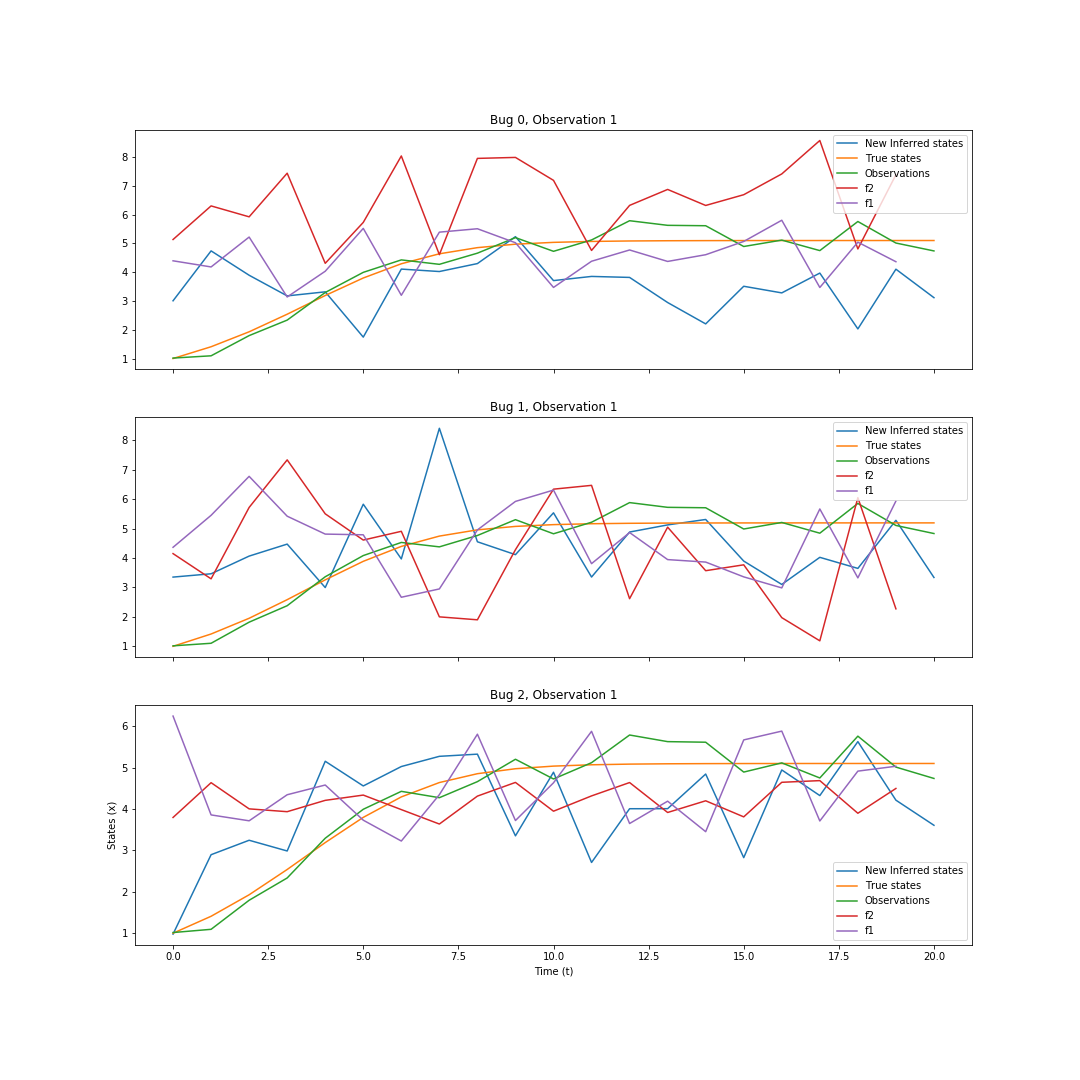 Bug 0, Observation 1
8
7
6
5
4
3
2
1
New Inferred states
True states
Observations
f2
f1
Bug 1, Observation 1
8
7
6
5
4
3
2
1
New Inferred states
True states
Observations
f2
f1
Bug 2, Observation 1
States (x)
6
5
4
3
2
1
New Inferred states
True states
Observations
f2
f1
0.0 2.5 5.0 7.5 10.0 12.5 15.0 17.5 20.0
Time (t)